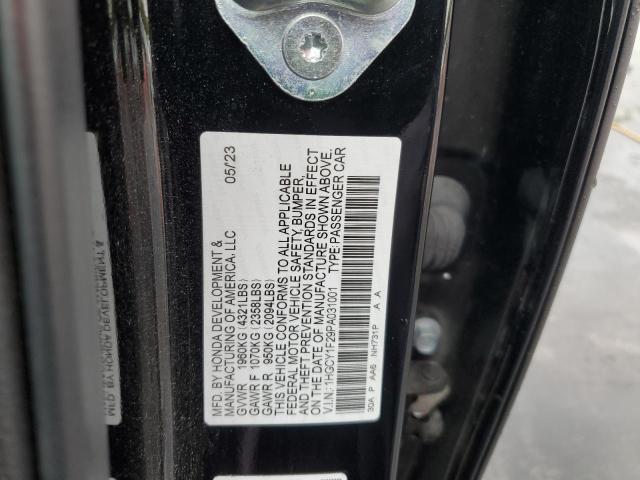 MFD. BY HONDA DEVELOPMENT &
MANUFACTURING OF AMERICA, LLC 05/23
GVWR 1960KG (4321LBS)
GAWR F 1070KG (2358LBS)
GAWR R 950KG (2094LBS)
THIS VEHICLE CONFORMS TO ALL APPLICABLE
FEDERAL MOTOR VEHICLE SAFETY, BUMPER,
AND THEFT PREVENTION STANDARDS IN EFFECT
ON THE DATE OF MANUFACTURE SHOWN ABOVE.
V.I.N.:1HGCY1F29PA031001 TYPE:PASSENGER CAR
30A P AA6 NH731P .A A